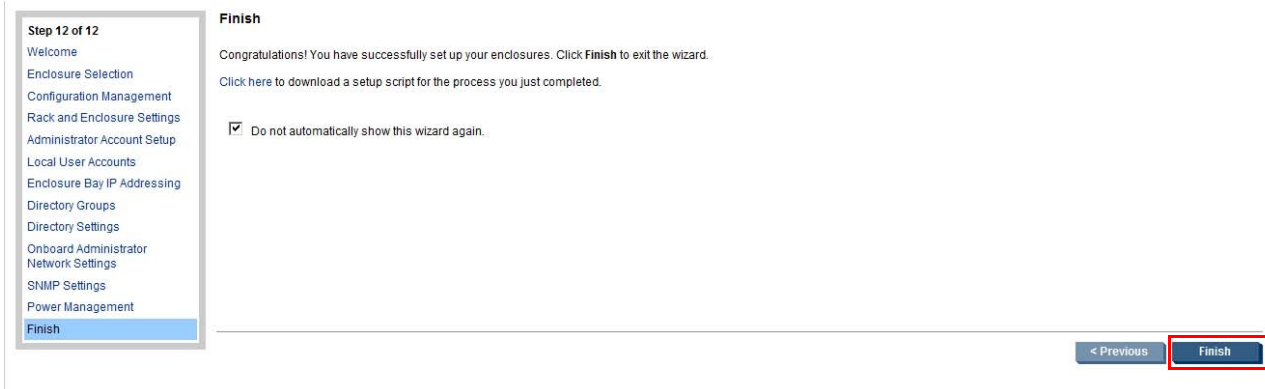 Step 12 of 12
Welcome
Enclosure Selection
Configuration Management
Rack and Enclosure Settings
Administrator Account Setup
Local User Accounts
Enclosure Bay IP Addressing
Directory Groups
Directory Settings
Onboard Administrator
Network Settings
SNMP Settings
Power Management
Finish
Finish
Congratulations! You have successfully set up your enclosures. Click Finish to exit the wizard.
Click here to download a setup script for the process you just completed.
Do not automatically show this wizard again.
< Previous
Finish